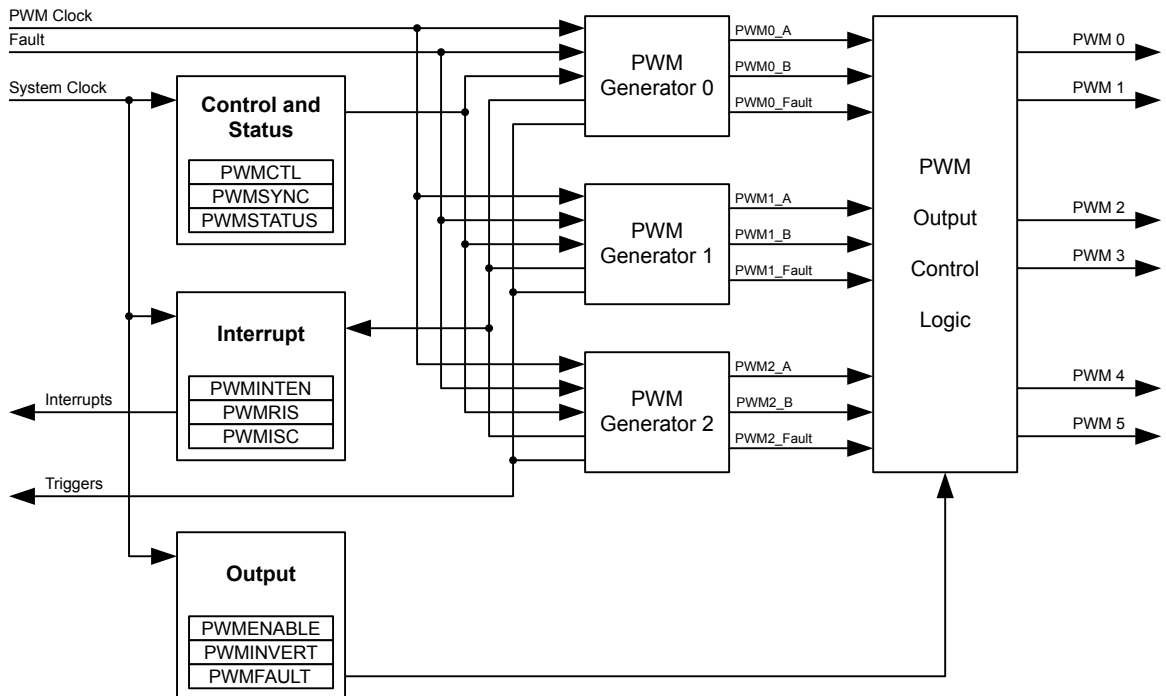 PWM Clock
Fault
System Clock
Control and
Status
PWMCTL
PWMSYNC
PWMSTATUS
Interrupt
PWMINTEN
PWMRIS
PWMISC
Interrupts
Triggers
Output
PWMENABLE
PWMINVERT
PWMFAULT
PWM
Generator 0
PWM0_A
PWM0_B
PWM0_Fault
PWM
Generator 1
PWM1_A
PWM1_B
PWM1_Fault
PWM
Generator 2
PWM2_A
PWM2_B
PWM2_Fault
PWM
Output
Control
Logic
PWM 0
PWM 1
PWM 2
PWM 3
PWM 4
PWM 5